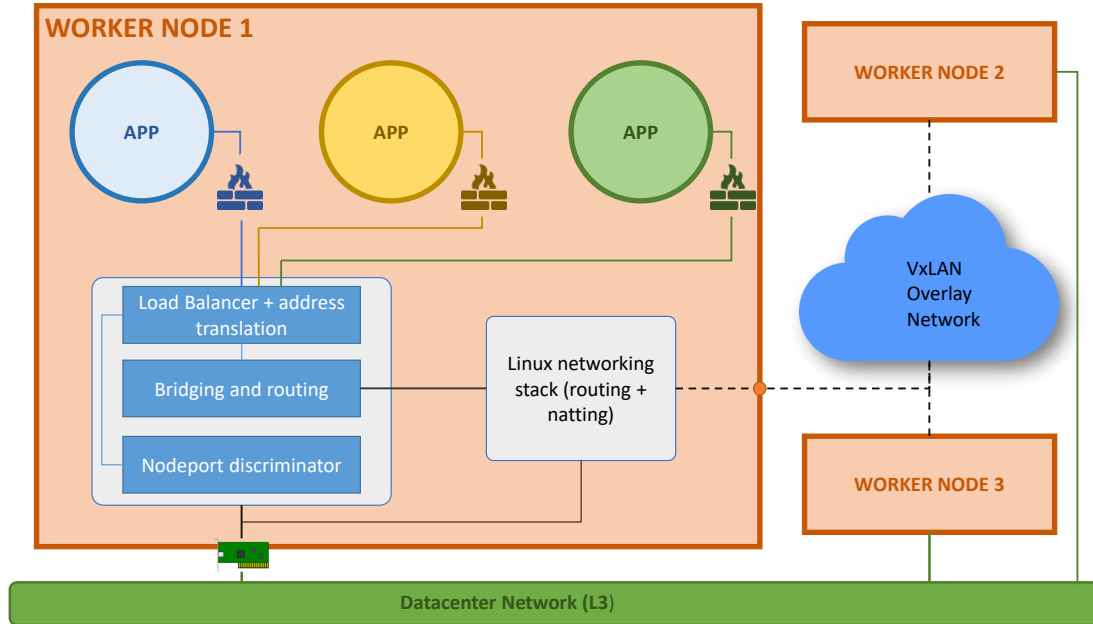 WORKER NODE 1
WORKER NODE 2
APP
APP
APP
VxLAN
Overlay
Network
Load Balancer + address
translation
Linux networking
stack (routing +
natting)
Bridging and routing
Nodeport discriminator
WORKER NODE 3
Datacenter Network (L3)